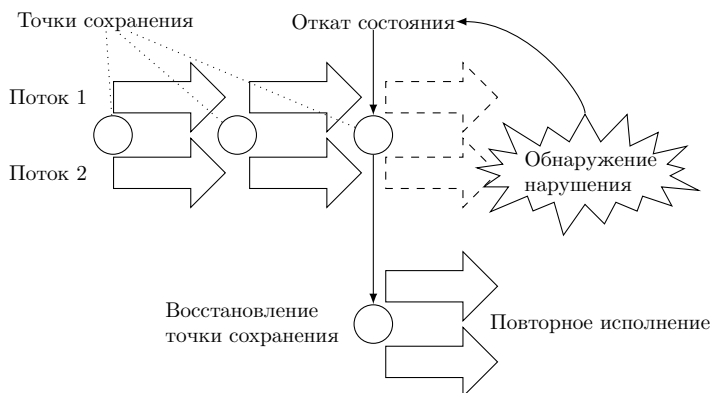 Точки сохранения
Откат состояния
Поток 1
Поток 2
Обнаружение
нарушения
Восстановление
точки сохранения
Повторное исполнение